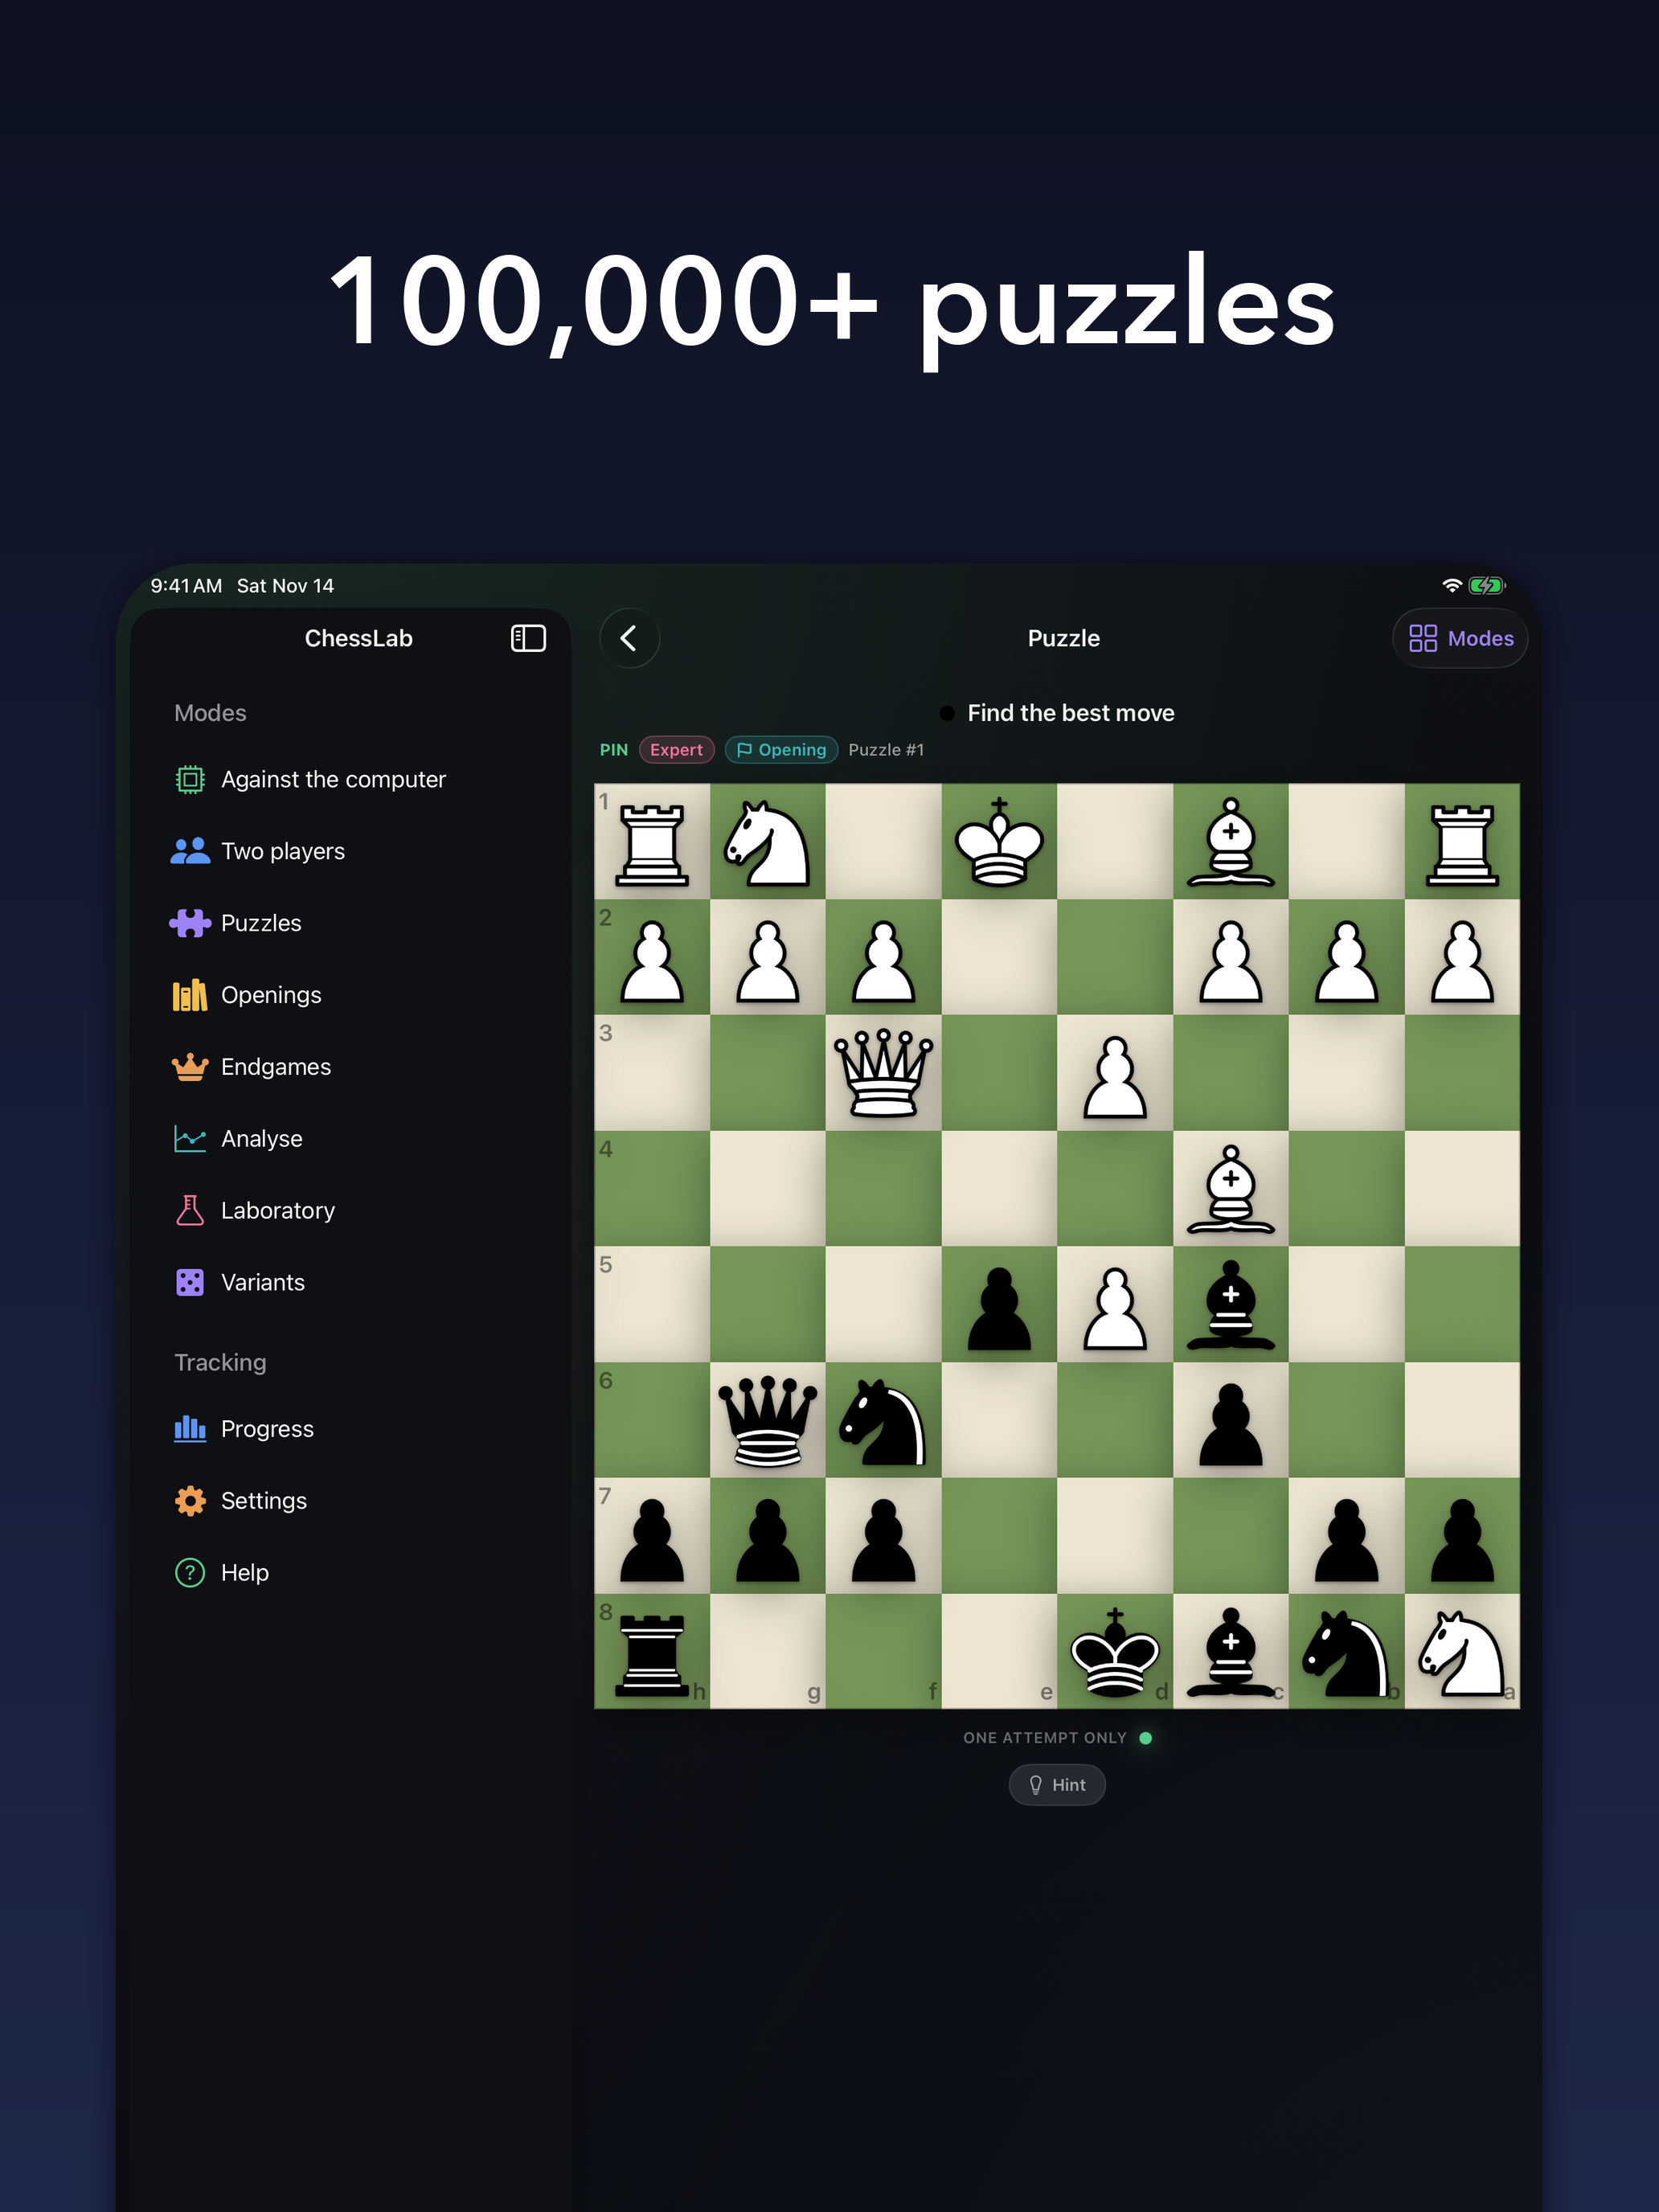 100,000+ puzzles
9:41 AM Sat Nov 14
ChessLab
Modes
Against the computer
Two players
Puzzles
Openings
Endgames
Analyse
Laboratory
Variants
Tracking
Progress
Settings
Help
Puzzle
Modes
Find the best move
PIN Expert Opening Puzzle #1
1
2
3
4
5
6
7
8
h g f e d c b a
ONE ATTEMPT ONLY
Hint